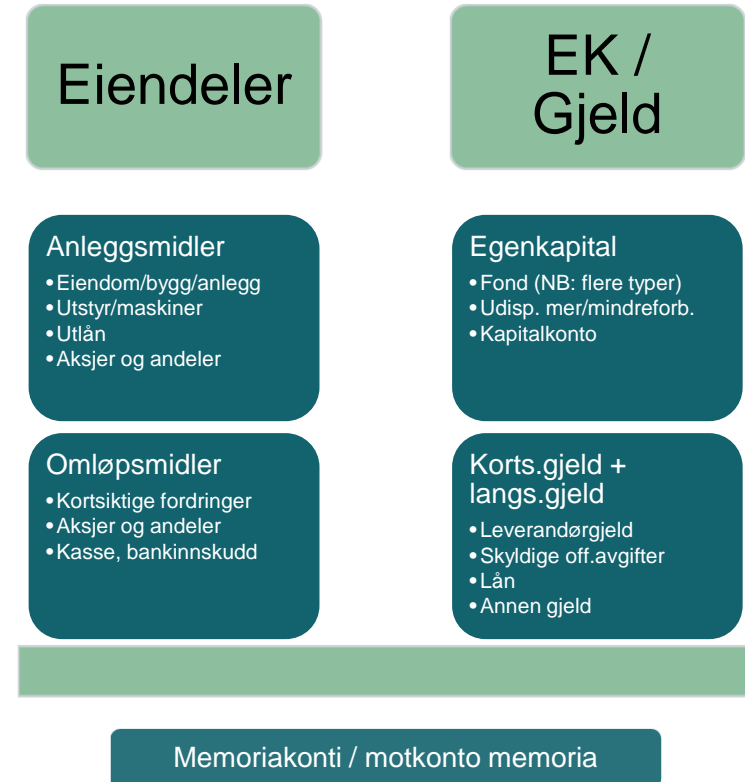 Eiendeler
EK /
Gjeld
Anleggsmidler
•Eiendom/bygg/anlegg
•Utstyr/maskiner
•Utlån
•Aksjer og andeler
Egenkapital
•Fond (NB: flere typer)
•Udisp. mer/mindreforb.
•Kapitalkonto
Omløpsmidler
•Kortsiktige fordringer
•Aksjer og andeler
•Kasse, bankinnskudd
Korts.gjeld +
langs.gjeld
•Leverandørgjeld
•Skyldige off.avgifter
•Lån
•Annen gjeld
Memoriakonti / motkonto memoria